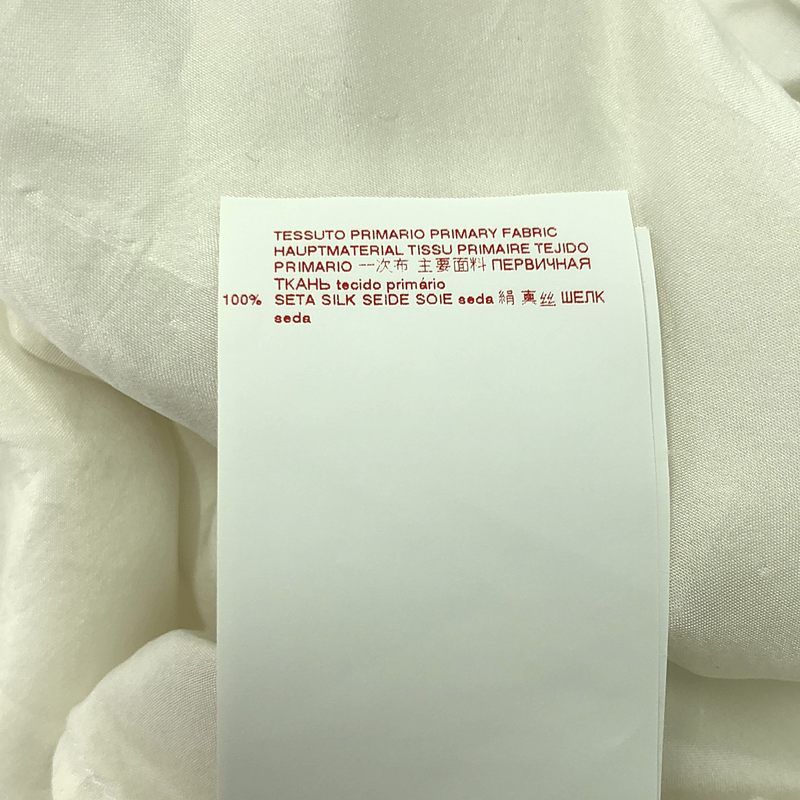 TESSUTO PRIMARIO PRIMARY FABRIC
HAUPTMATERIAL TISSU PRIMAIRE TEJIDO
PRIMARIO 一次布 主要面料 ПЕРВИЧНАЯ
ТКАНЬ tecido primário
100% SETA SILK SEIDE SOIE seda 絹 真丝 ШЕЛК
seda